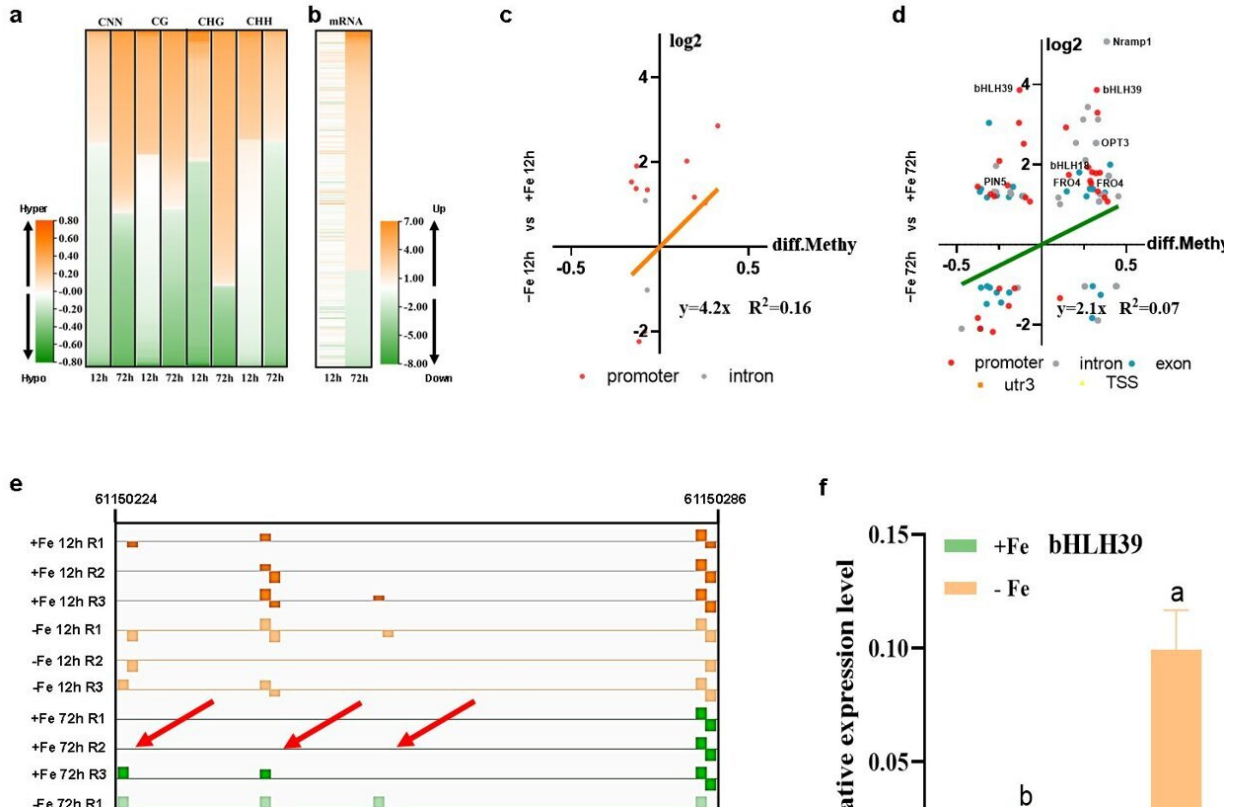 a
CNN CG CHG CHH
Hyper
0.80
0.60
0.40
0.20
-0.00
-0.20
-0.40
-0.60
-0.80
Hypo
12h 72h 12h 72h 12h 72h 12h 72h
b
mRNA
Up
7.00
4.00
1.00
-2.00
-5.00
-8.00
Down
12h 72h
c
log2
4
2
-2
-0.5
0.5
diff.Methy
−Fe 12h vs +Fe 12h
y=4.2x R²=0.16
promoter intron
d
log2
Nramp1
4
bHLH39
bHLH39
OPT3
2
bHLH18
PIN5
FRO4
FRO4
diff.Methy
-0.5
0.5
-2
−Fe 72h vs +Fe 72h
y=2.1x R²=0.07
promoter intron exon
utr3 TSS
e
61150224 61150286
+Fe 12h R1
+Fe 12h R2
+Fe 12h R3
-Fe 12h R1
-Fe 12h R2
-Fe 12h R3
+Fe 72h R1
+Fe 72h R2
+Fe 72h R3
-Fe 72h R1
f
0.15
+Fe bHLH39
- Fe
a
0.10
0.05
b
ative expression level